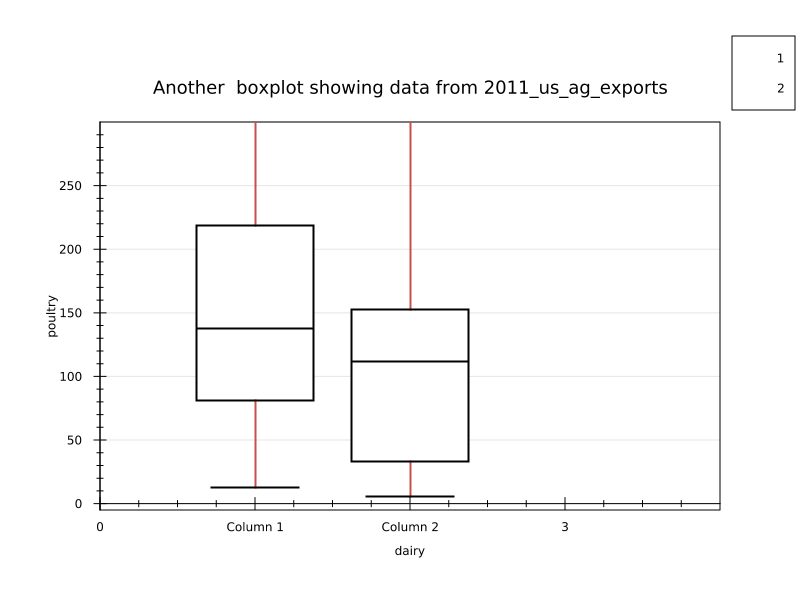 1
2
Another  boxplot showing data from 2011_us_ag_exports
250
200
150
100
50
0
poultry
0 Column 1 Column 2 3
dairy